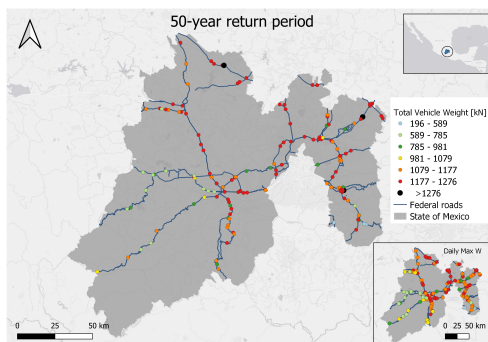 50-year return period
Total Vehicle Weight [kN]
196 - 589
589 - 785
785 - 981
981 - 1079
1079 - 1177
1177 - 1276
>1276
Federal roads
State of Mexico
Daily Max W
0 25 50 km
0 25 50 km